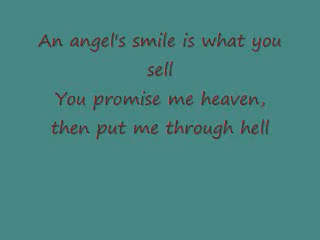 An angel's smile is what you
sell
You promise me heaven,
then put me through hell